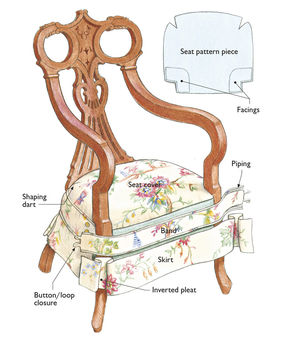 Seat pattern piece
Facings
Piping
Seat cover
Shaping
dart
Band
Skirt
Button/loop
closure
Inverted pleat